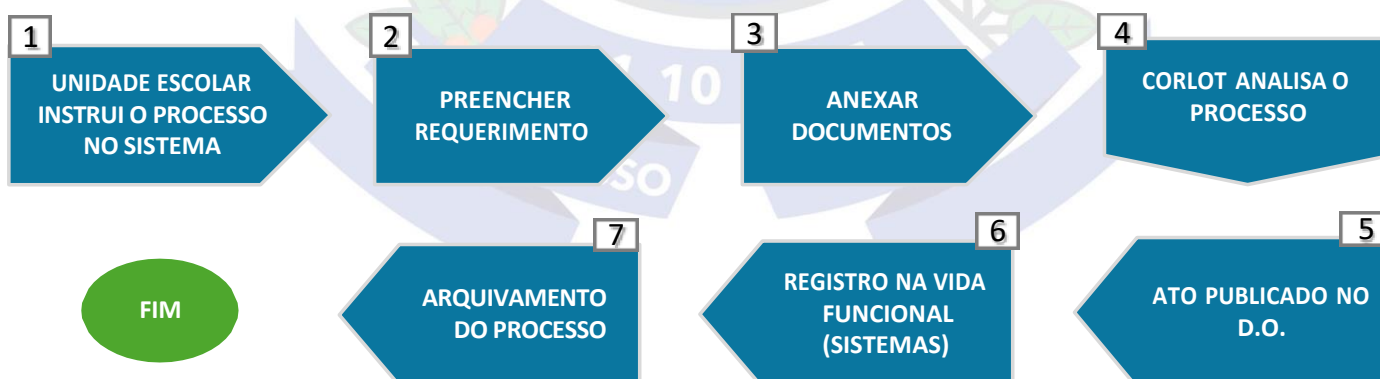 1
UNIDADE ESCOLAR
INSTRUI O PROCESSO
NO SISTEMA
2
PREENCHER
REQUERIMENTO
3
ANEXAR
DOCUMENTOS
4
CORLOT ANALISA O
PROCESSO
5
ATO PUBLICADO NO
D.O.
6
REGISTRO NA VIDA
FUNCIONAL
(SISTEMAS)
7
ARQUIVAMENTO
DO PROCESSO
FIM
10